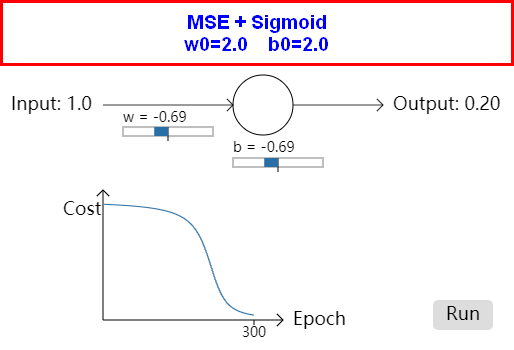 MSE + Sigmoid
w0=2.0 b0=2.0
Input: 1.0
Output: 0.20
w = -0.69
b = -0.69
Cost
Epoch
300
Run